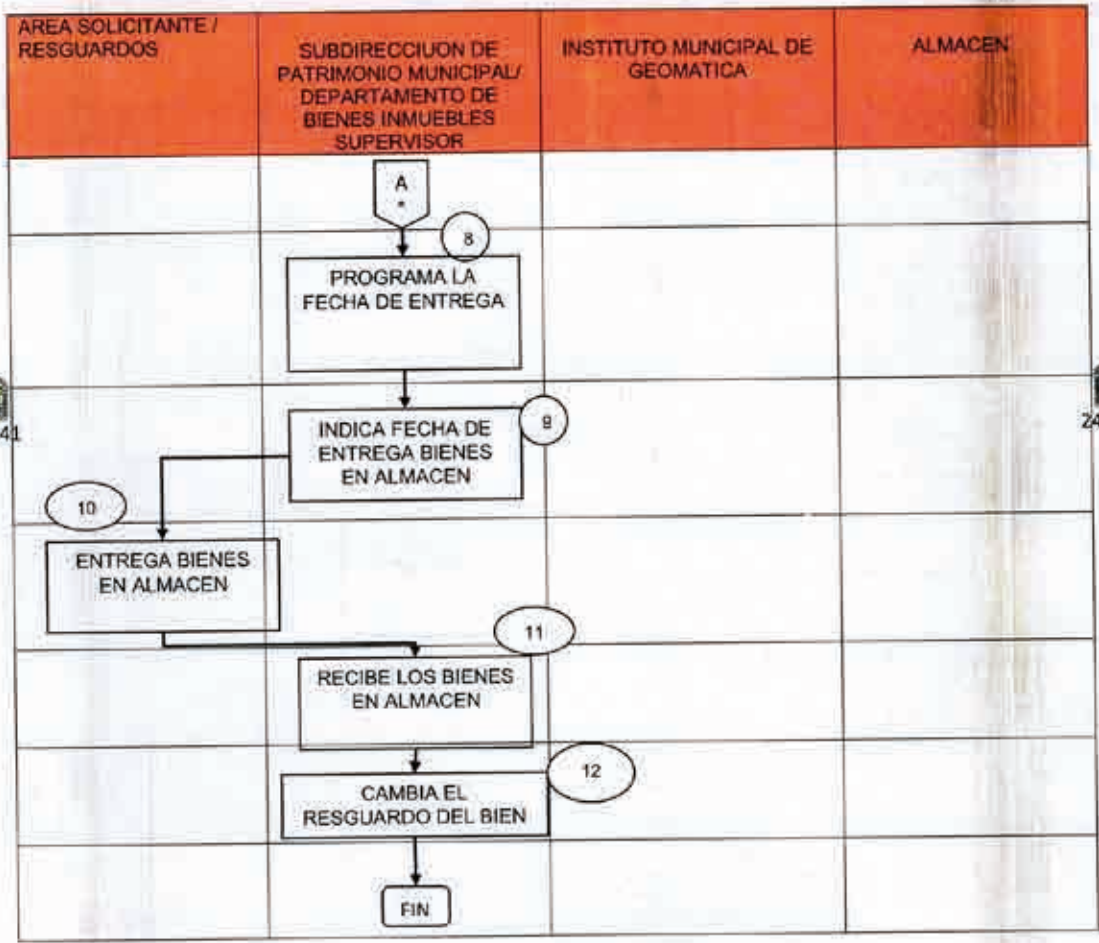 AREA SOLICITANTE /
RESGUARDOS
SUBDIRECCIUON DE
PATRIMONIO MUNICIPAL/
DEPARTAMENTO DE
BIENES INMUEBLES
SUPERVISOR
INSTITUTO MUNICIPAL DE
GEOMATICA
ALMACEN
A
*
8
PROGRAMA LA
FECHA DE ENTREGA
9
INDICA FECHA DE
ENTREGA BIENES
EN ALMACEN
41
24
10
ENTREGA BIENES
EN ALMACEN
11
RECIBE LOS BIENES
EN ALMACEN
12
CAMBIA EL
RESGUARDO DEL BIEN
FIN